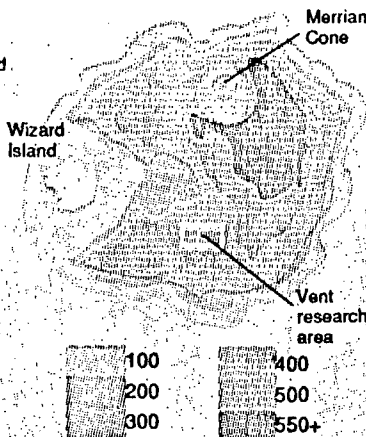 Merriam
Cone
Wizard
Island
Vent
research
area
100
200
300
400
500
550+